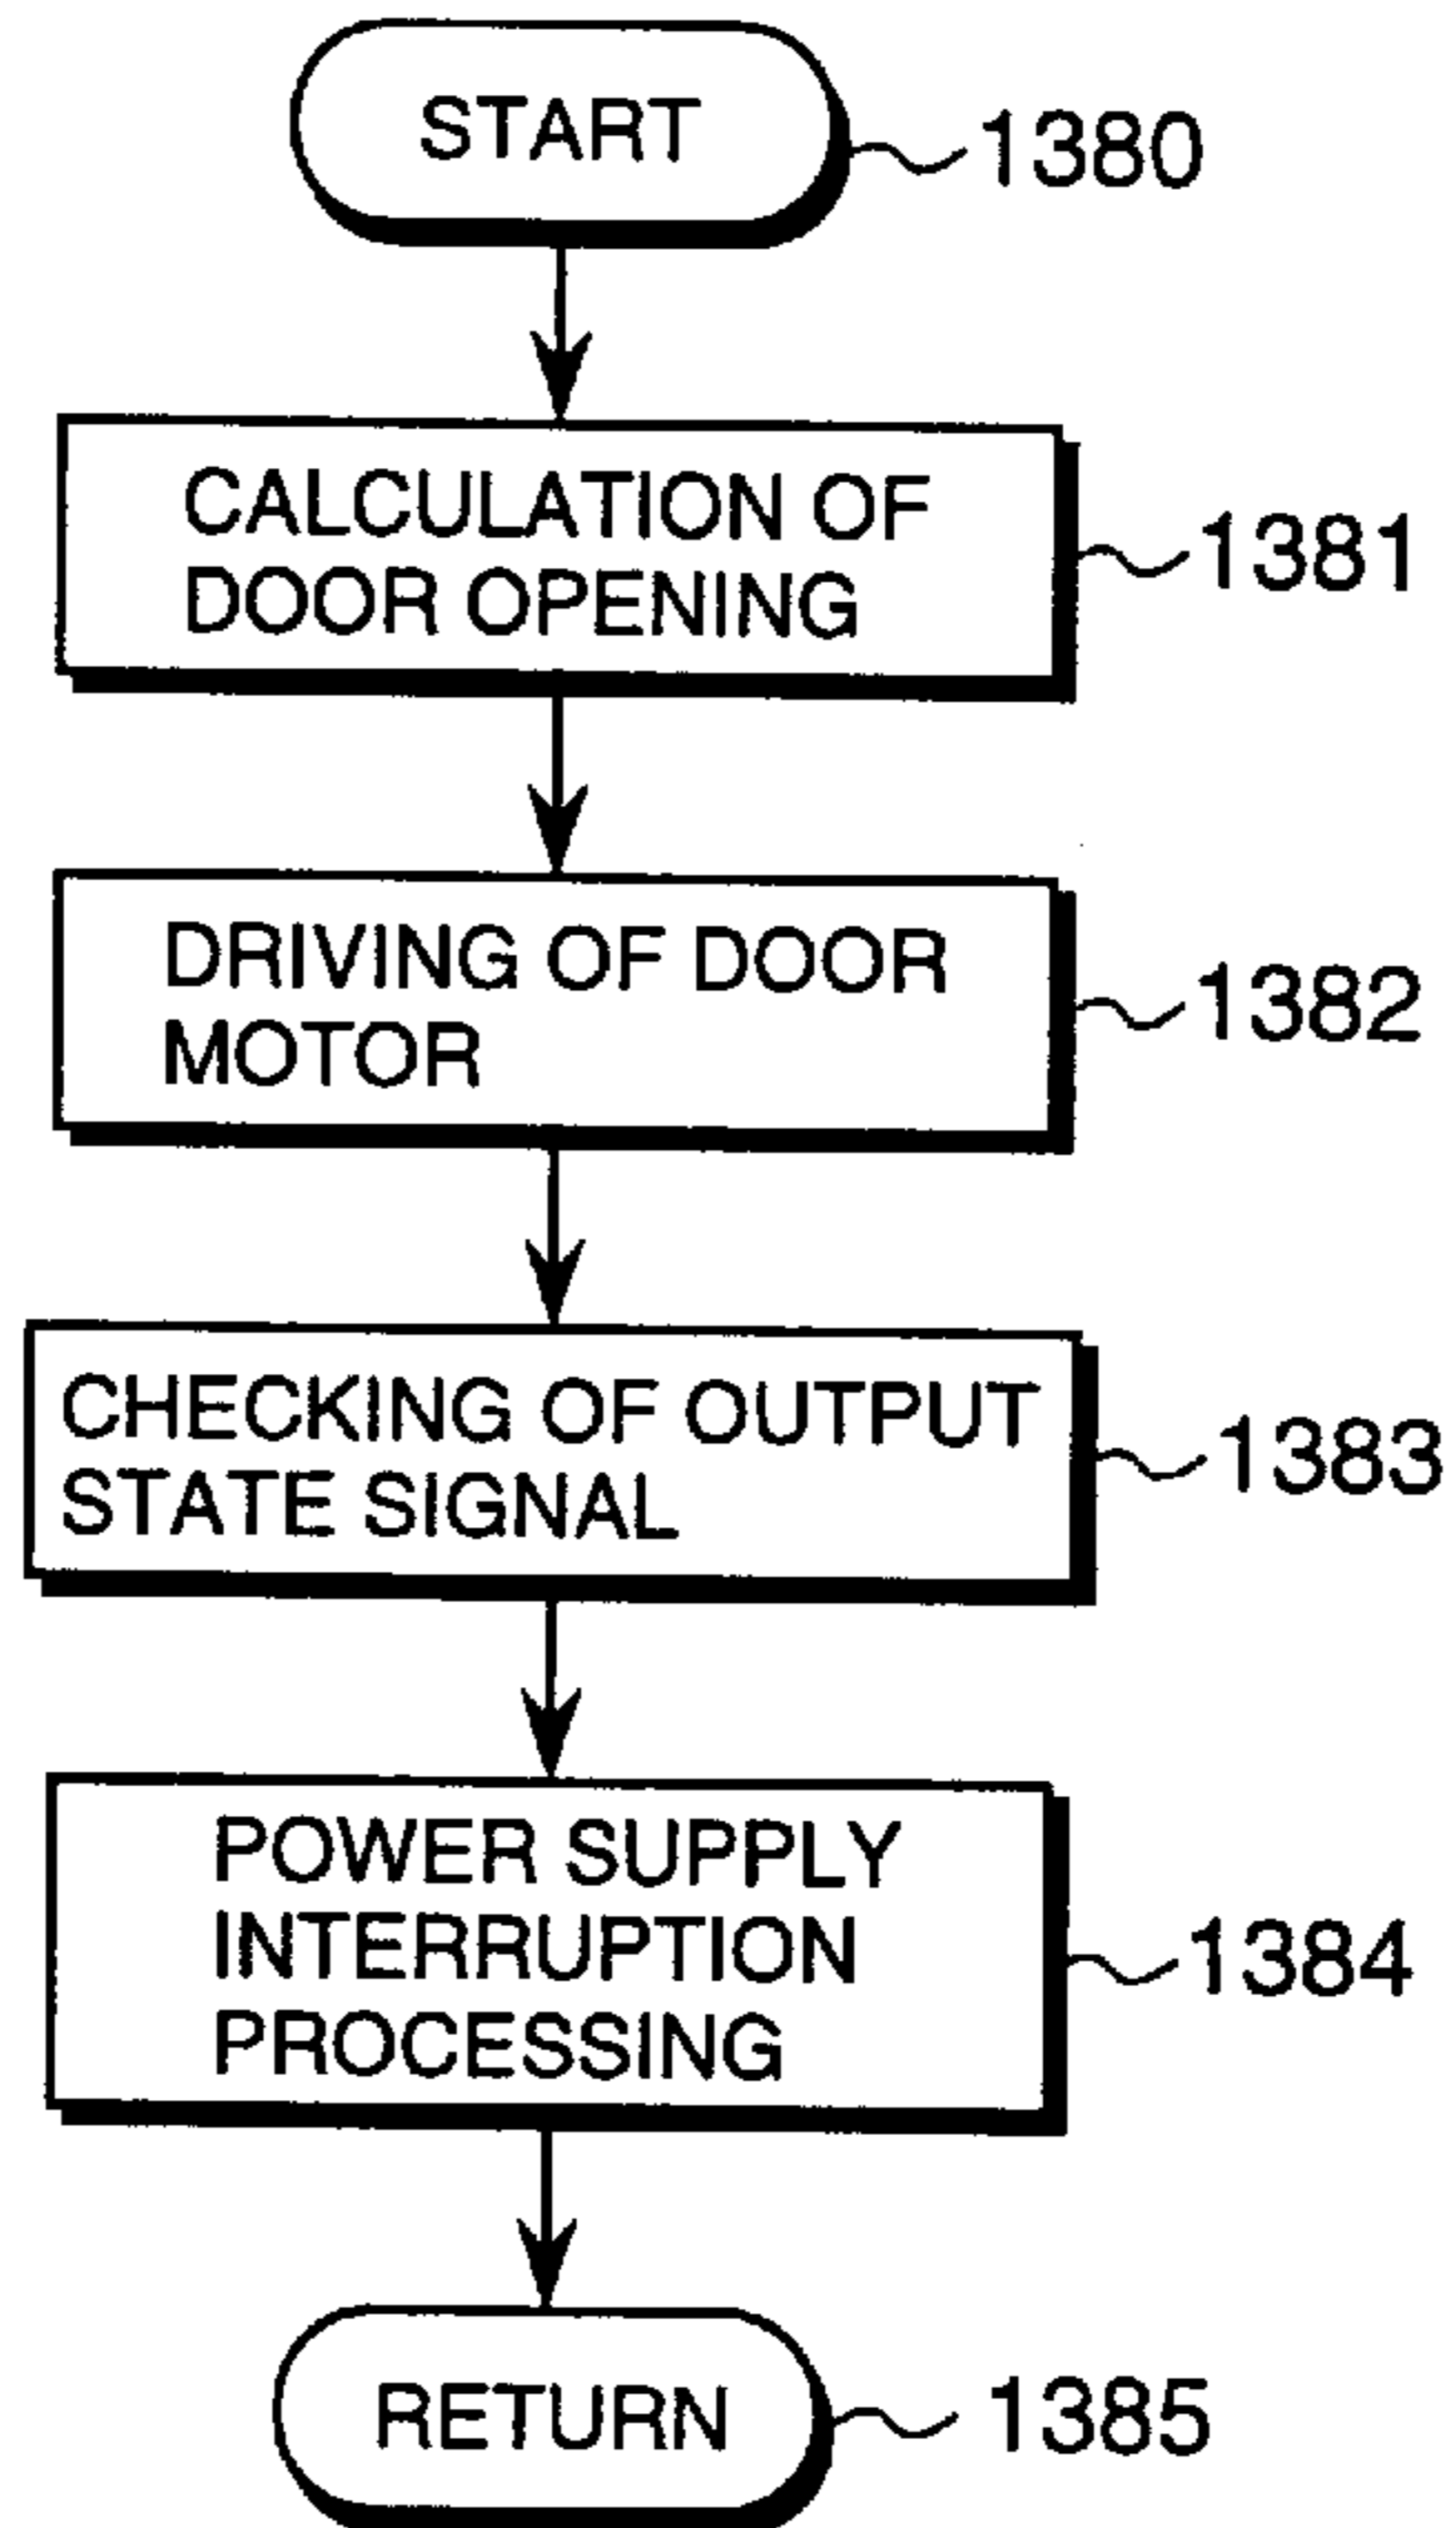 START
1380
CALCULATION OF
DOOR OPENING
1381
DRIVING OF DOOR
MOTOR
1382
CHECKING OF OUTPUT
STATE SIGNAL
1383
POWER SUPPLY
INTERRUPTION
PROCESSING
1384
RETURN
1385